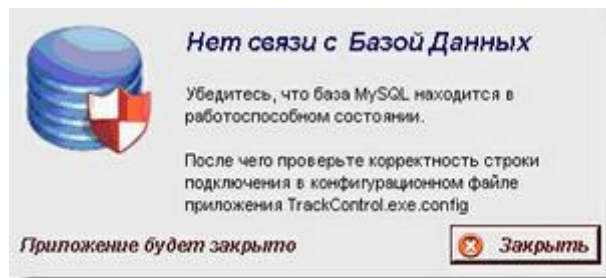 Нет связи с Базой Данных
Убедитесь, что база MySQL находится в
работоспособном состоянии.
После чего проверьте корректность строки
подключения в конфигурационном файле
приложения TrackControl.exe.config
Приложение будет закрыто
Закрыть